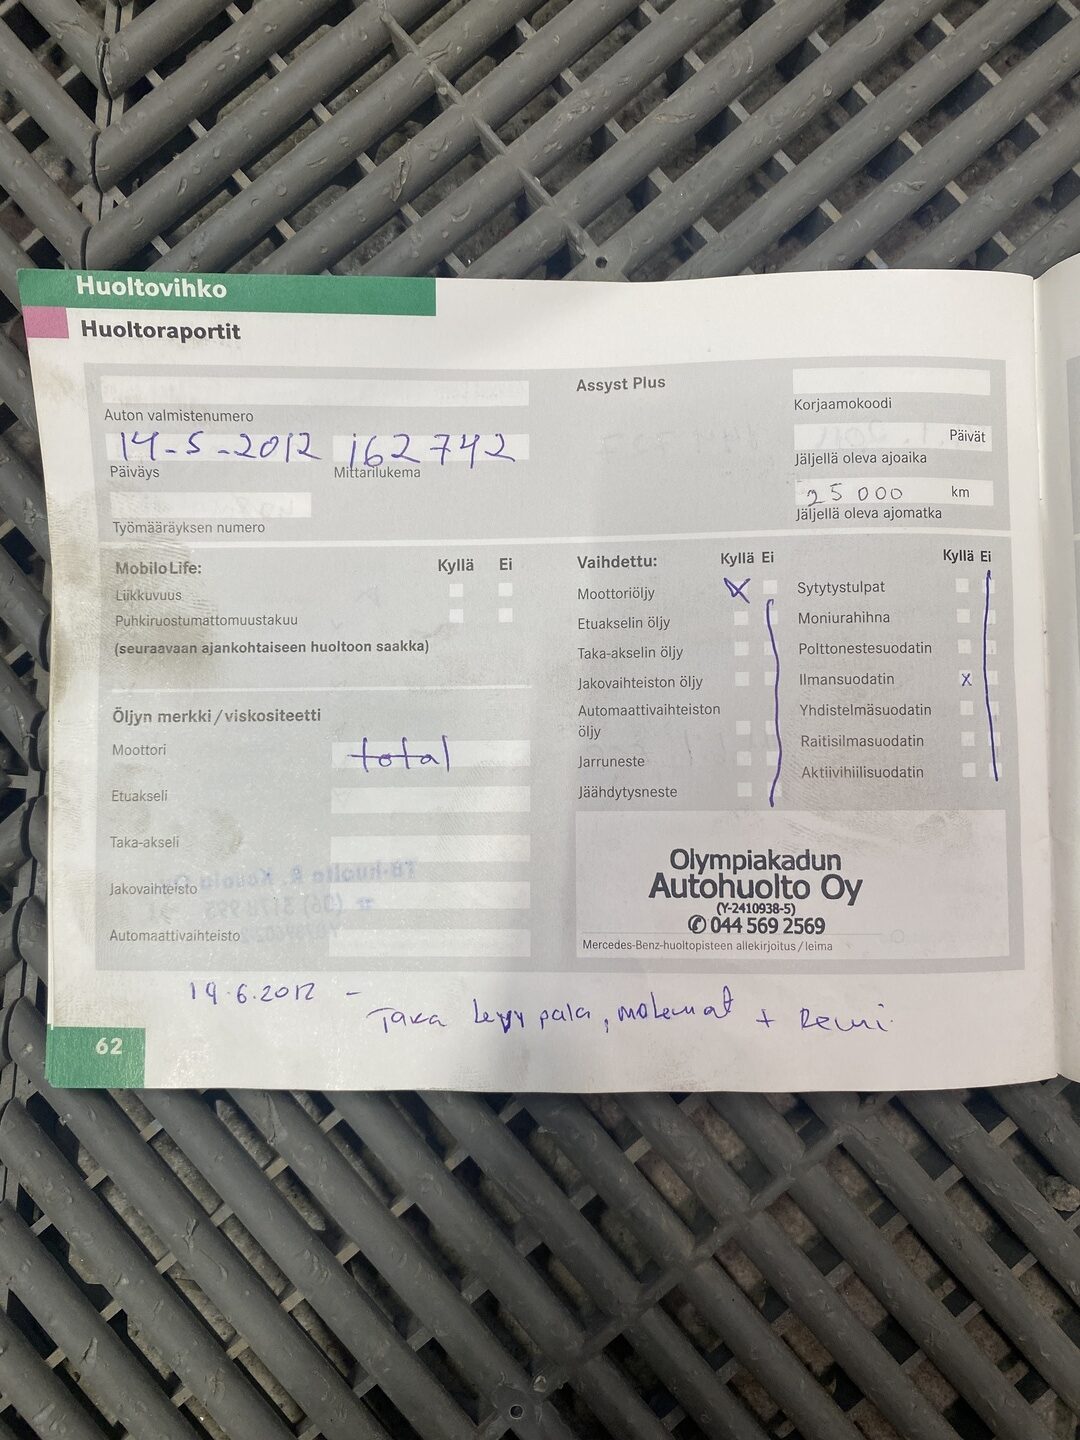 Huoltovihko
Huoltoraportit
Auton valmistenumero
14-5-2012 162742
Päiväys Mittarilukema
Työmääräyksen numero
Assyst Plus
Korjaamokoodi
Päivät
Jäljellä oleva ajoaika
25 000 km
Jäljellä oleva ajomatka
MobiloLife: Kyllä Ei
Liikkuvuus
Puhkiruostumattomuustakuu
(seuraavaan ajankohtaiseen huoltoon saakka)
Öljyn merkki/viskositeetti
Moottori total
Etuakseli
Taka-akseli
Jakovaihteisto
Automaattivaihteisto
Vaihdettu: Kyllä Ei
Moottoriöljy X
Etuakselin öljy
Taka-akselin öljy
Jakovaihteiston öljy
Automaattivaihteiston
öljy
Jarruneste
Jäähdytysneste
Kyllä Ei
Sytytystulpat
Moniurahihna
Polttonestesuodatin
Ilmansuodatin X
Yhdistelmäsuodatin
Raitisilmasuodatin
Aktiivihiilisuodatin
Olympiakadun
Autohuolto Oy
(Y-2410938-5)
✆ 044 569 2569
Mercedes-Benz-huoltopisteen allekirjoitus/leima
19.6.2012 -
Taka levy pala, molemat +
62